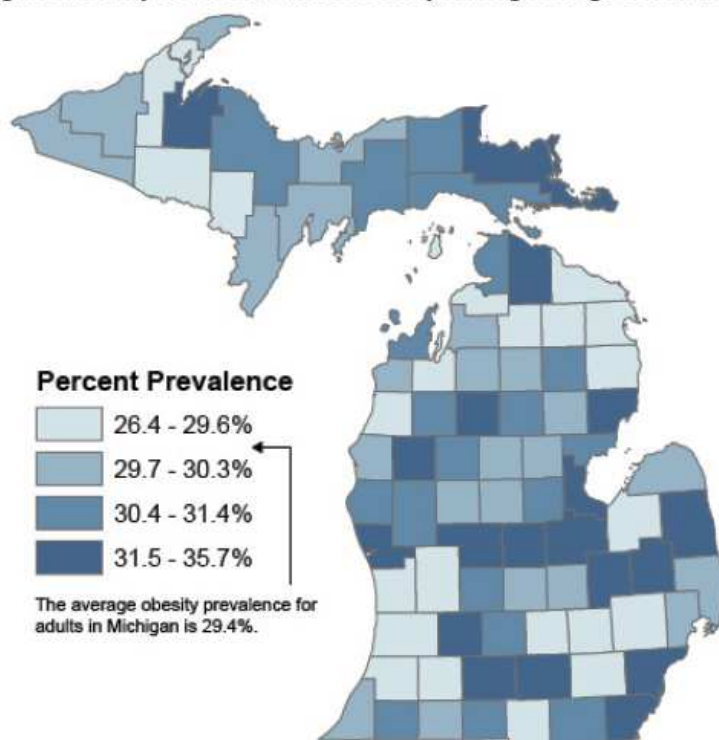 Percent Prevalence
26.4 - 29.6%
29.7 - 30.3%
30.4 - 31.4%
31.5 - 35.7%
The average obesity prevalence for
adults in Michigan is 29.4%.